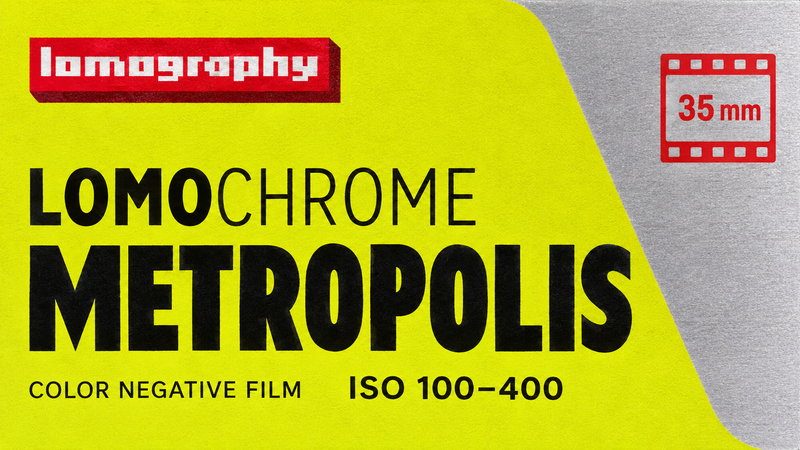 lomography
35 mm
LOMOCHROME
METROPOLIS
COLOR NEGATIVE FILM ISO 100–400